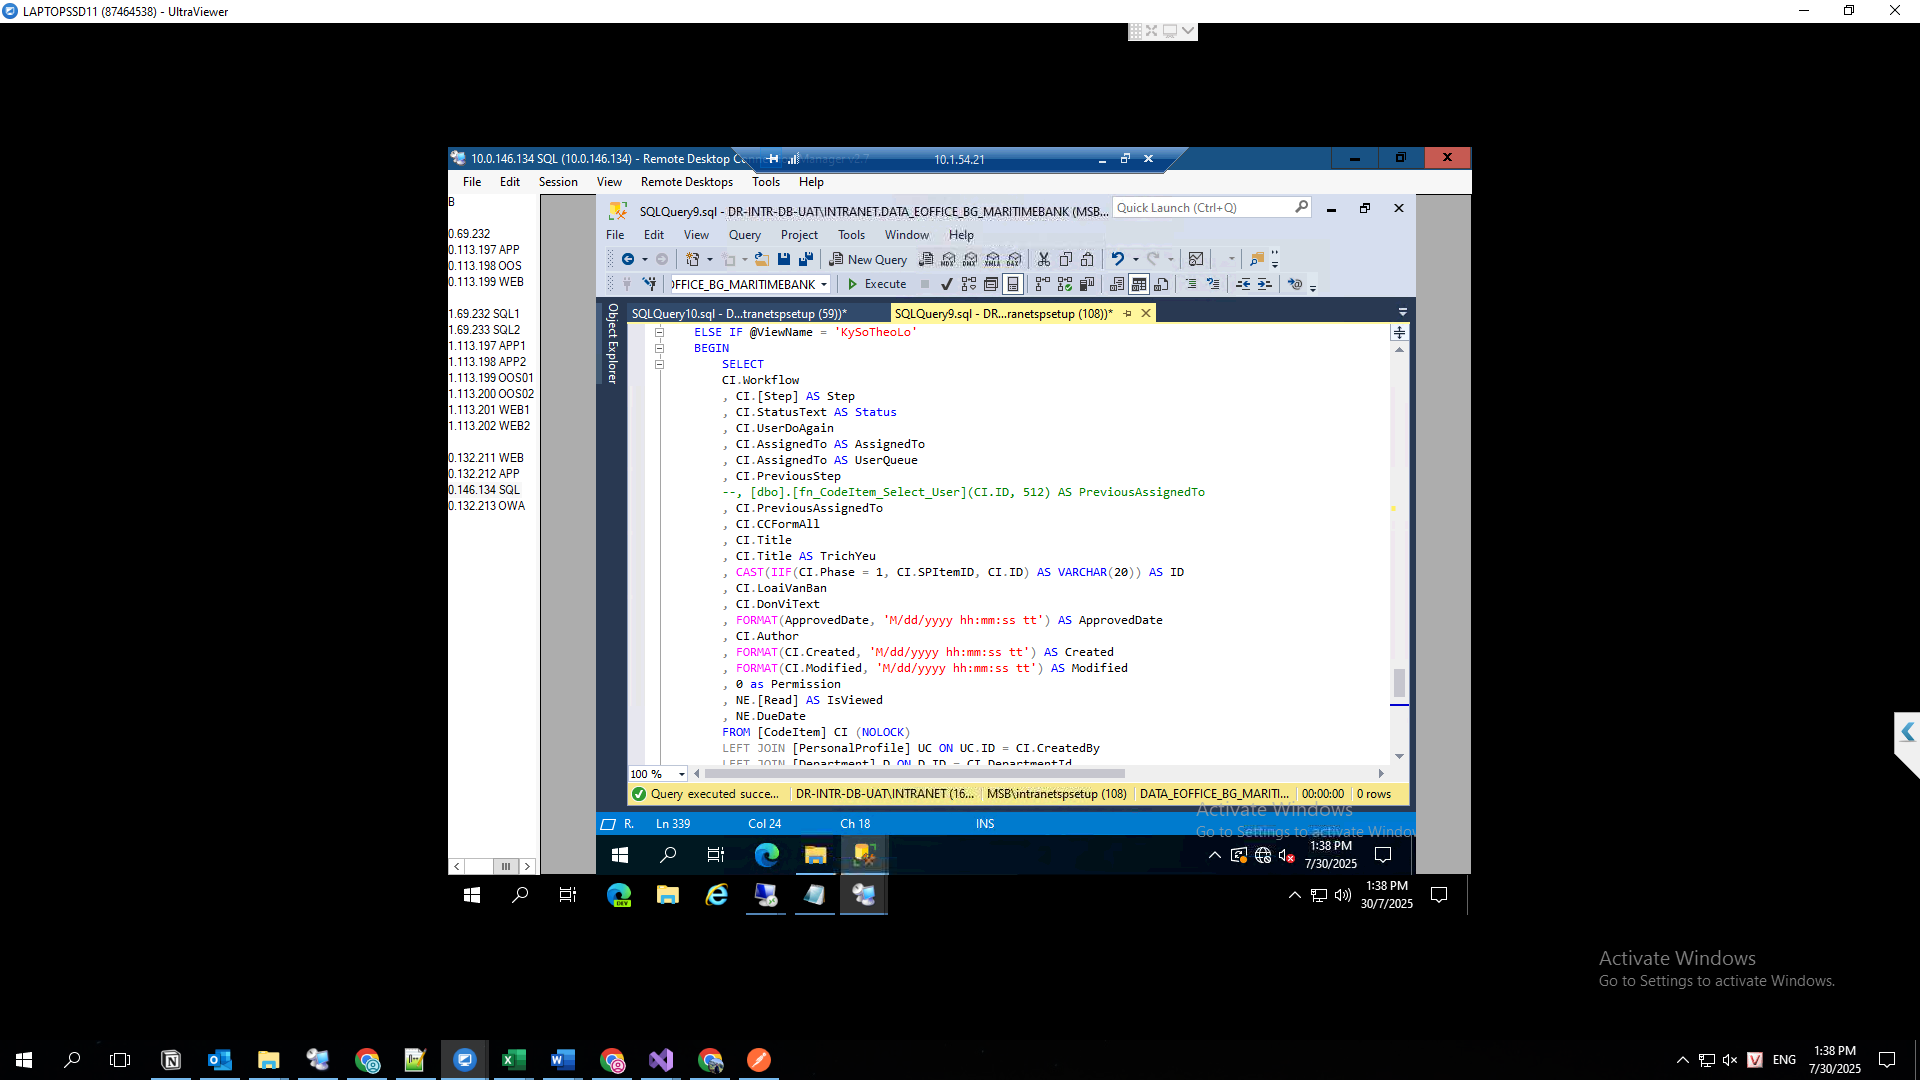 LAPTOPSSD11 (87464538) - UltraViewer
10.0.146.134 SQL (10.0.146.134) - Remote Desktop
10.1.54.21
File Edit Session View Remote Desktops Tools Help
B
0.69.232
0.113.197 APP
0.113.198 OOS
0.113.199 WEB
1.69.232 SQL1
1.69.233 SQL2
1.113.197 APP1
1.113.198 APP2
1.113.199 OOS01
1.113.200 OOS02
1.113.201 WEB1
1.113.202 WEB2
0.132.211 WEB
0.132.212 APP
0.146.134 SQL
0.132.213 OWA
SQLQuery9.sql - DR-INTR-DB-UAT\INTRANET.DATA_EOFFICE_BG_MARITIMEBANK (MSB...
Quick Launch (Ctrl+Q)
File Edit View Query Project Tools Window Help
New Query
MDX DMX XMLA DAX
OFFICE_BG_MARITIMEBANK
Execute
Object Explorer
SQLQuery10.sql - D...tranetspsetup (59))*
SQLQuery9.sql - DR...ranetspsetup (108))*
ELSE IF @ViewName = 'KySoTheoLo'
BEGIN
SELECT
CI.Workflow
, CI.[Step] AS Step
, CI.StatusText AS Status
, CI.UserDoAgain
, CI.AssignedTo AS AssignedTo
, CI.AssignedTo AS UserQueue
, CI.PreviousStep
--, [dbo].[fn_CodeItem_Select_User](CI.ID, 512) AS PreviousAssignedTo
, CI.PreviousAssignedTo
, CI.CCFormAll
, CI.Title
, CI.Title AS TrichYeu
, CAST(IIF(CI.Phase = 1, CI.SPItemID, CI.ID) AS VARCHAR(20)) AS ID
, CI.LoaiVanBan
, CI.DonViText
, FORMAT(ApprovedDate, 'M/dd/yyyy hh:mm:ss tt') AS ApprovedDate
, CI.Author
, FORMAT(CI.Created, 'M/dd/yyyy hh:mm:ss tt') AS Created
, FORMAT(CI.Modified, 'M/dd/yyyy hh:mm:ss tt') AS Modified
, 0 as Permission
, NE.[Read] AS IsViewed
, NE.DueDate
FROM [CodeItem] CI (NOLOCK)
LEFT JOIN [PersonalProfile] UC ON UC.ID = CI.CreatedBy
LEFT JOIN [Department] D ON D.ID = CI.DepartmentId
100 %
Query executed succe...
DR-INTR-DB-UAT\INTRANET (16...
MSB\intranetspsetup (108)
DATA_EOFFICE_BG_MARITI...
00:00:00
0 rows
Activate Windows
Go to Settings to activate Window
R.
Ln 339
Col 24
Ch 18
INS
1:38 PM
7/30/2025
DEV
1:38 PM
30/7/2025
Activate Windows
Go to Settings to activate Windows.
V
ENG
1:38 PM
7/30/2025